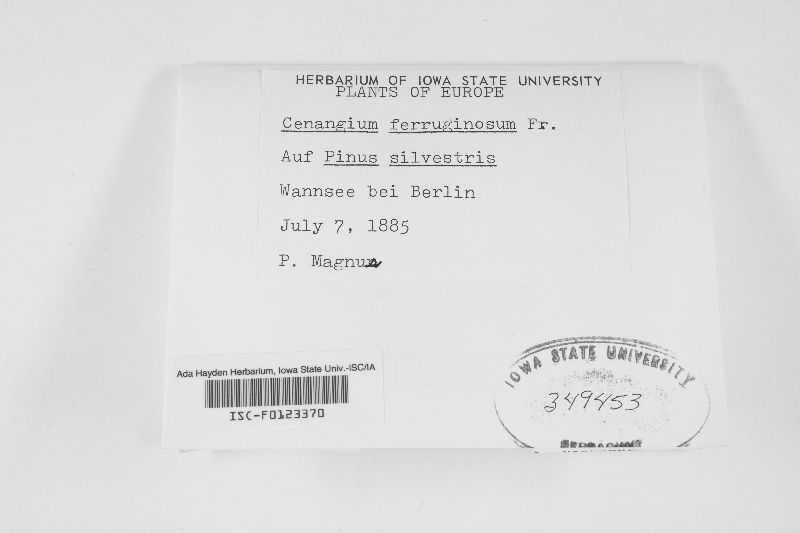 HERBARIUM OF IOWA STATE UNIVERSITY
PLANTS OF EUROPE
Cenangium ferruginosum Fr.
Auf Pinus silvestris
Wannsee bei Berlin
July 7, 1885
P. Magnus
Ada Hayden Herbarium, Iowa State Univ.-ISC/IA
ISC-F0123370
IOWA STATE UNIVERSITY
349453
HERBARIUM